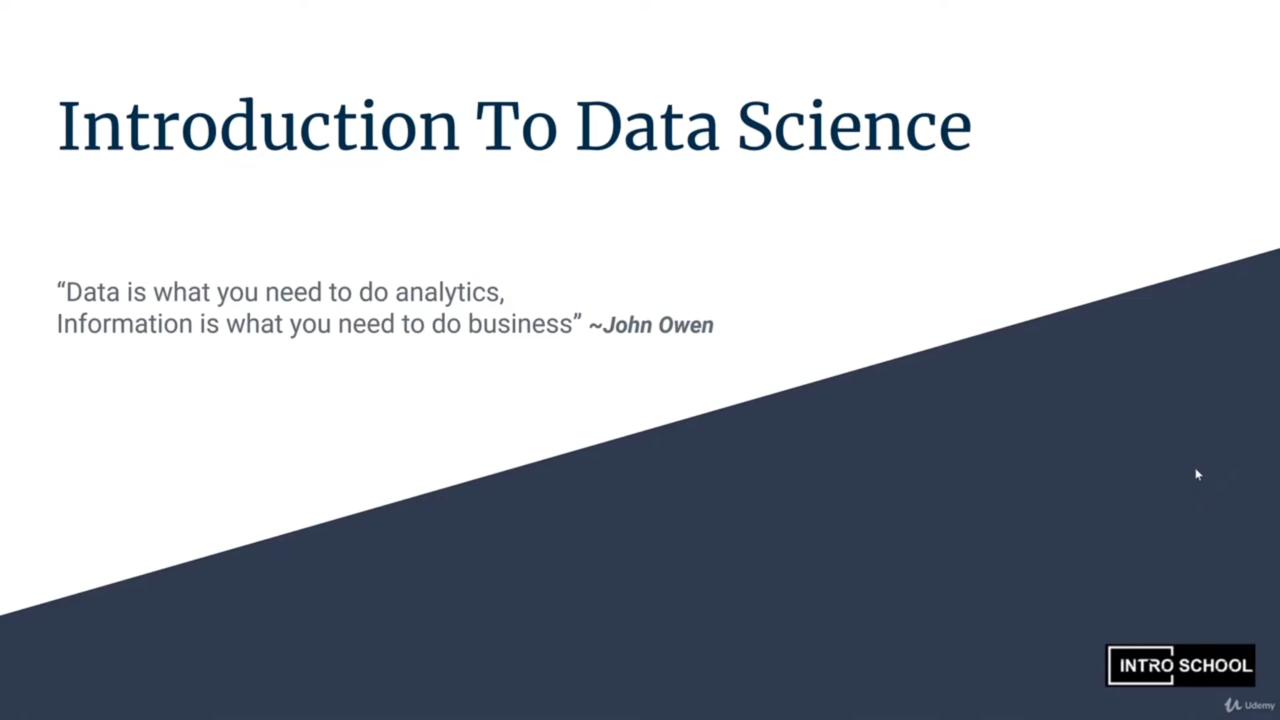 Introduction To Data Science
“Data is what you need to do analytics,
Information is what you need to do business” ~John Owen
INTRO SCHOOL
Udemy